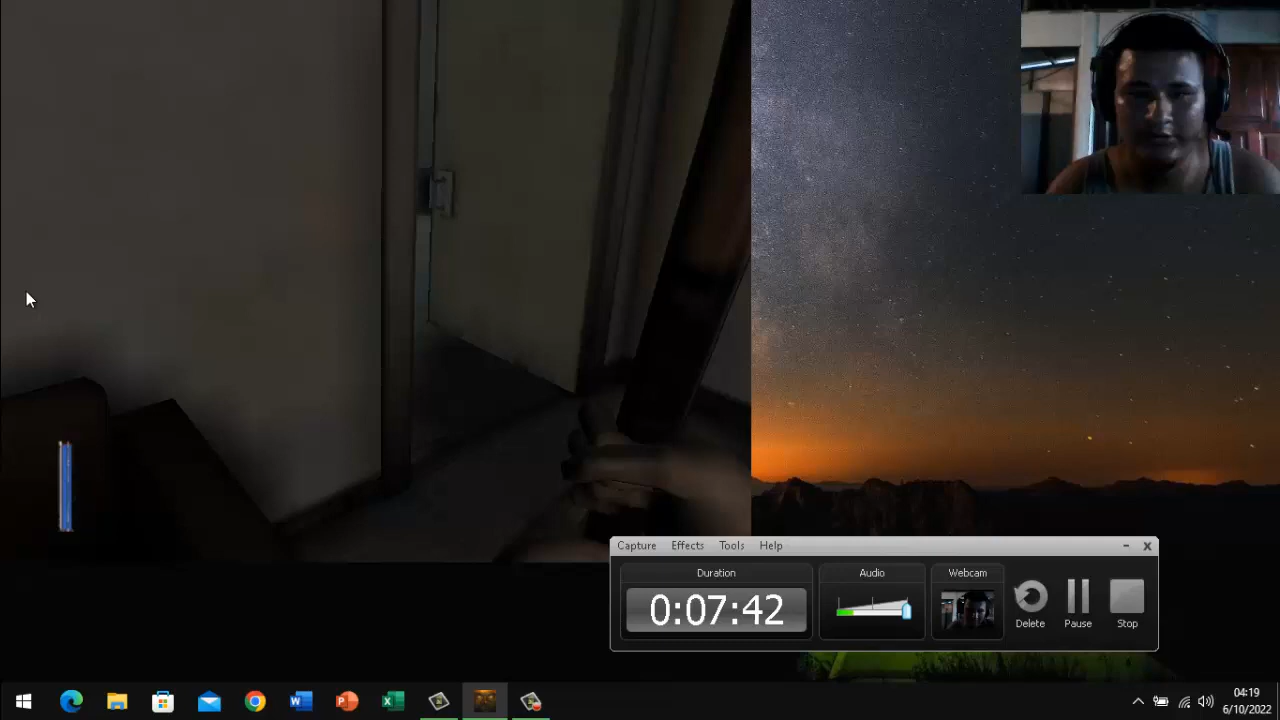 Capture Effects Tools Help
Duration
Audio
Webcam
0:07:42
Delete
Pause
Stop
04:19
6/10/2022